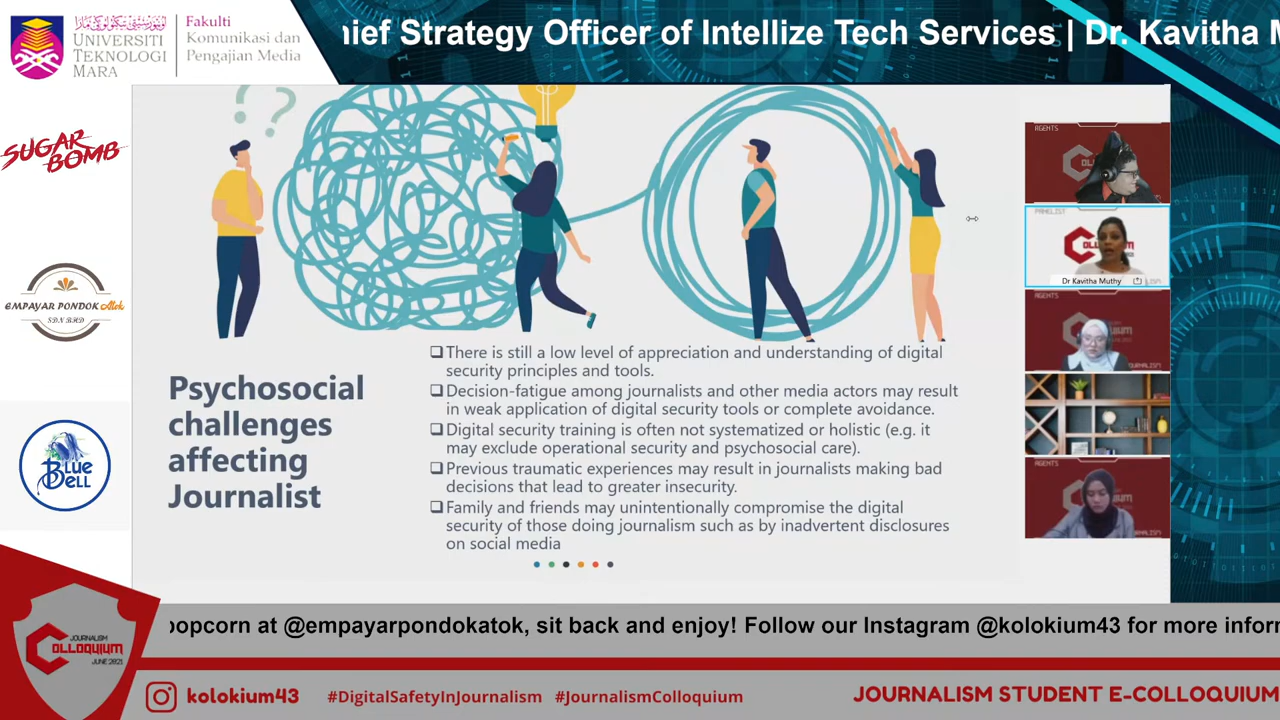 UNIVERSITI
TEKNOLOGI
MARA
Fakulti
Komunikasi dan
Pengajian Media
hief Strategy Officer of Intellize Tech Services | Dr. Kavitha M
SUGAR
BOMB
EMPAYAR PONDOK Atok
SDN BHD
BLUE
BELL
Psychosocial
challenges
affecting
Journalist
There is still a low level of appreciation and understanding of digital
security principles and tools.
Decision-fatigue among journalists and other media actors may result
in weak application of digital security tools or complete avoidance.
Digital security training is often not systematized or holistic (e.g. it
may exclude operational security and psychosocial care).
Previous traumatic experiences may result in journalists making bad
decisions that lead to greater insecurity.
Family and friends may unintentionally compromise the digital
security of those doing journalism such as by inadvertent disclosures
on social media
AGENTS
PANELIST
Dr Kavitha Muthy
AGENTS
AGENTS
popcorn at @empayarpondokatok, sit back and enjoy! Follow our Instagram @kolokium43 for more infor
JOURNALISM
COLLOQUIUM
JUNE 2021
kolokium43
#DigitalSafetyInJournalism #JournalismColloquium
JOURNALISM STUDENT E-COLLOQUIUM